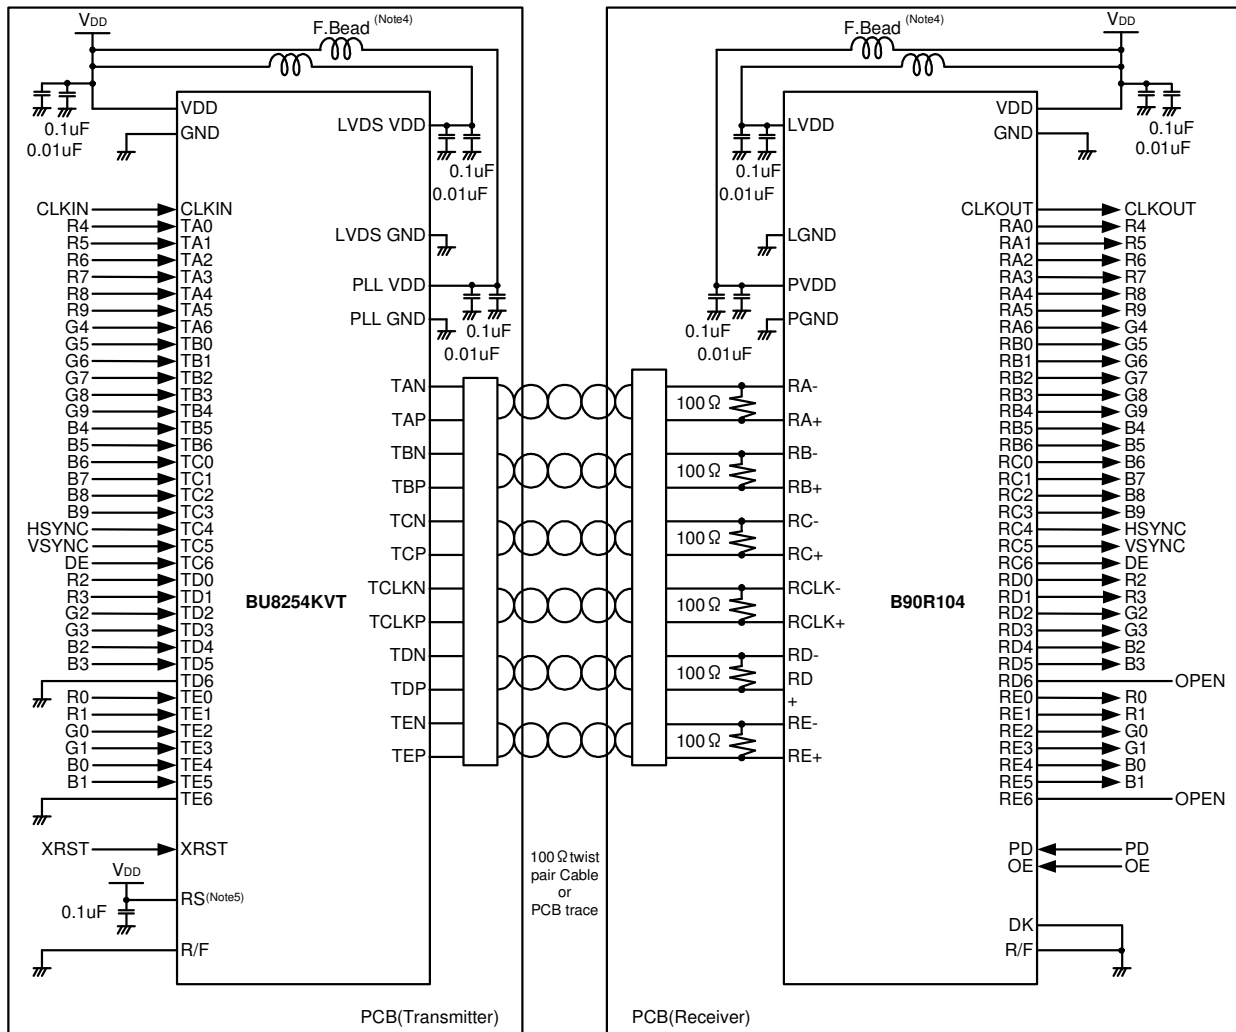 VDD
F.Bead (Note4)
0.1uF
0.01uF
VDD
GND
LVDS VDD
0.1uF
0.01uF
CLKIN CLKIN
R4 TA0
R5 TA1
R6 TA2
R7 TA3
R8 TA4
R9 TA5
G4 TA6
G5 TB0
G6 TB1
G7 TB2
G8 TB3
G9 TB4
B4 TB5
B5 TB6
B6 TC0
B7 TC1
B8 TC2
B9 TC3
HSYNC TC4
VSYNC TC5
DE TC6
R2 TD0
R3 TD1
G2 TD2
G3 TD3
B2 TD4
B3 TD5
TD6
R0 TE0
R1 TE1
G0 TE2
G1 TE3
B0 TE4
B1 TE5
TE6
XRST XRST
VDD
0.1uF
RS(Note5)
R/F
LVDS GND
PLL VDD
PLL GND
0.1uF
0.01uF
TAN
TAP
TBN
TBP
TCN
TCP
BU8254KVT
TCLKN
TCLKP
TDN
TDP
TEN
TEP
PCB(Transmitter)
100Ωtwist
pair Cable
or
PCB trace
F.Bead (Note4)
VDD
0.1uF
0.01uF
LVDD
0.1uF
0.01uF
LGND
PVDD
PGND
0.1uF
0.01uF
100Ω
RA-
RA+
100Ω
RB-
RB+
100Ω
RC-
RC+
100Ω
RCLK-
RCLK+
100Ω
RD-
RD
+
100Ω
RE-
RE+
B90R104
VDD
GND
CLKOUT CLKOUT
RA0 R4
RA1 R5
RA2 R6
RA3 R7
RA4 R8
RA5 R9
RA6 G4
RB0 G5
RB1 G6
RB2 G7
RB3 G8
RB4 G9
RB5 B4
RB6 B5
RC0 B6
RC1 B7
RC2 B8
RC3 B9
RC4 HSYNC
RC5 VSYNC
RC6 DE
RD0 R2
RD1 R3
RD2 G2
RD3 G3
RD4 B2
RD5 B3
RD6 OPEN
RE0 R0
RE1 R1
RE2 G0
RE3 G1
RE4 B0
RE5 B1
RE6 OPEN
PD PD
OE OE
DK
R/F
PCB(Receiver)